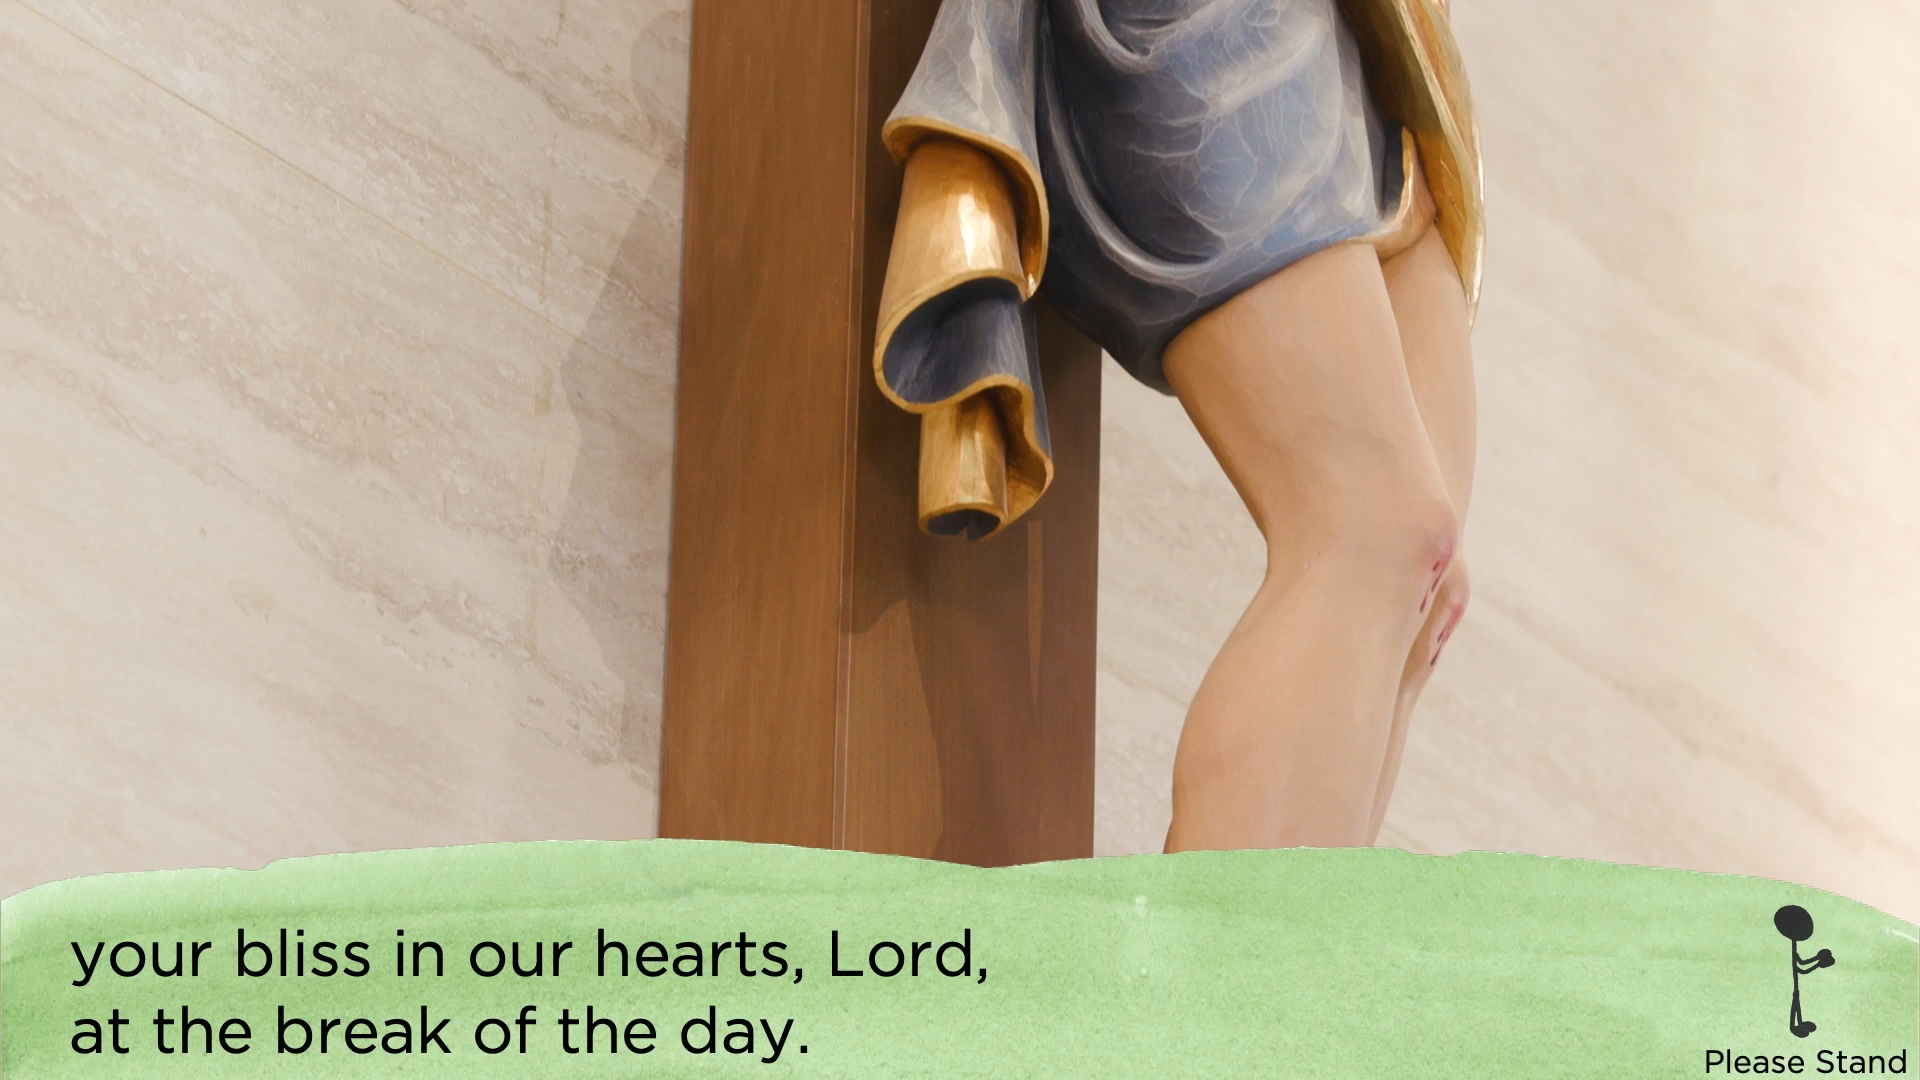 your bliss in our hearts, Lord,
at the break of the day.
Please Stand